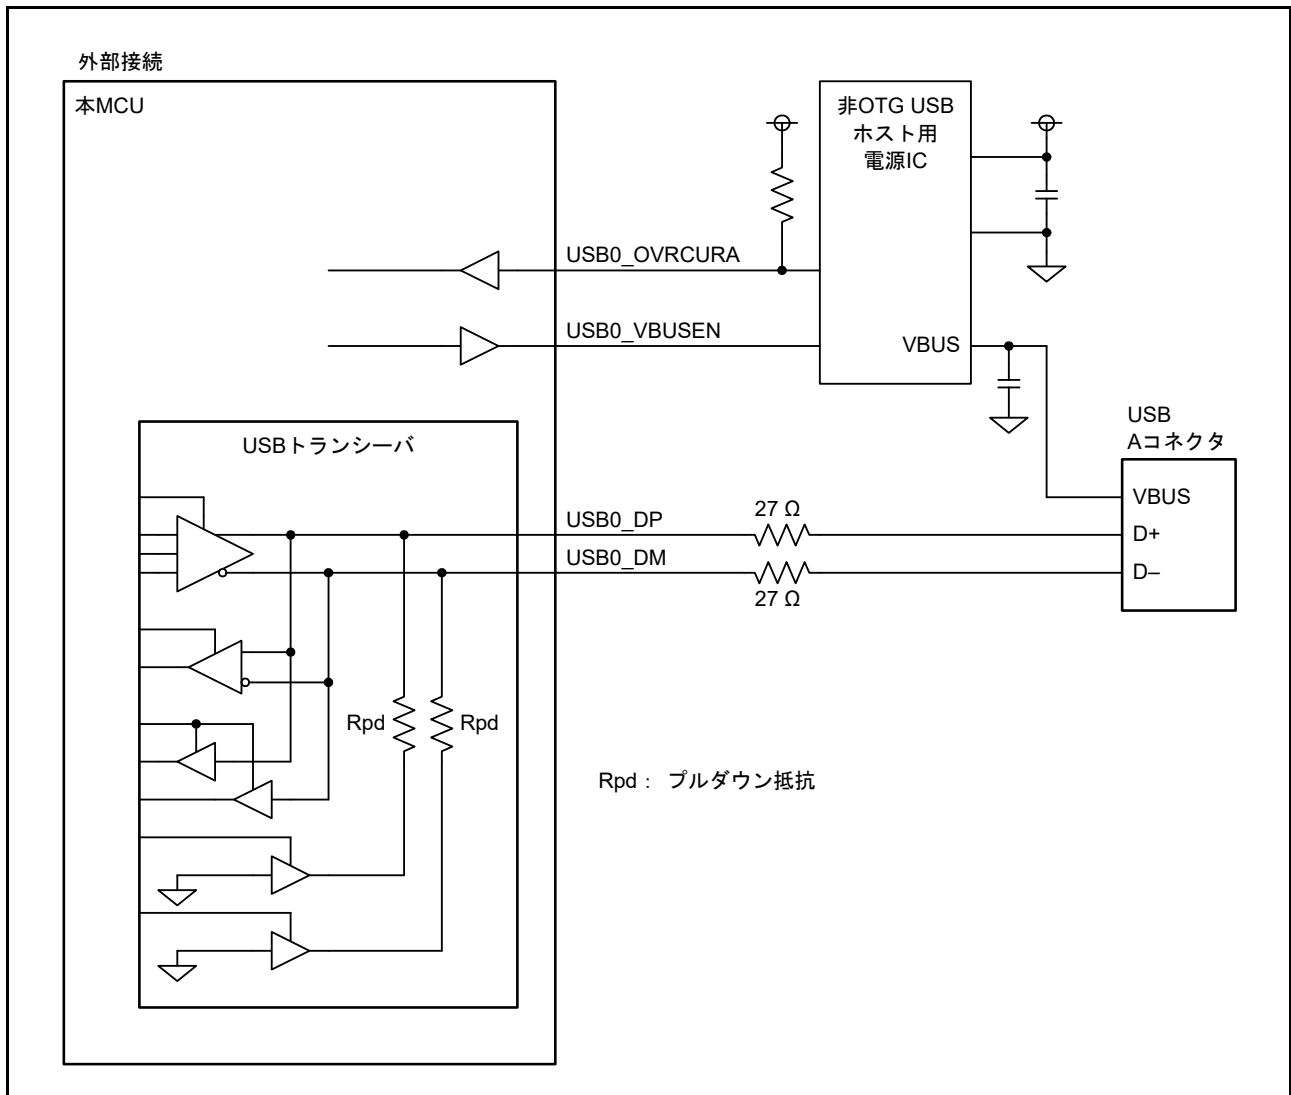 外部接続
本MCU
非OTG USB
ホスト用
電源IC
USB0_OVRCURA
USB0_VBUSEN
VBUS
USB
Aコネクタ
USBトランシーバ
VBUS
27 Ω
USB0_DP
D+
USB0_DM
D–
27 Ω
Rpd
Rpd
Rpd： プルダウン抵抗